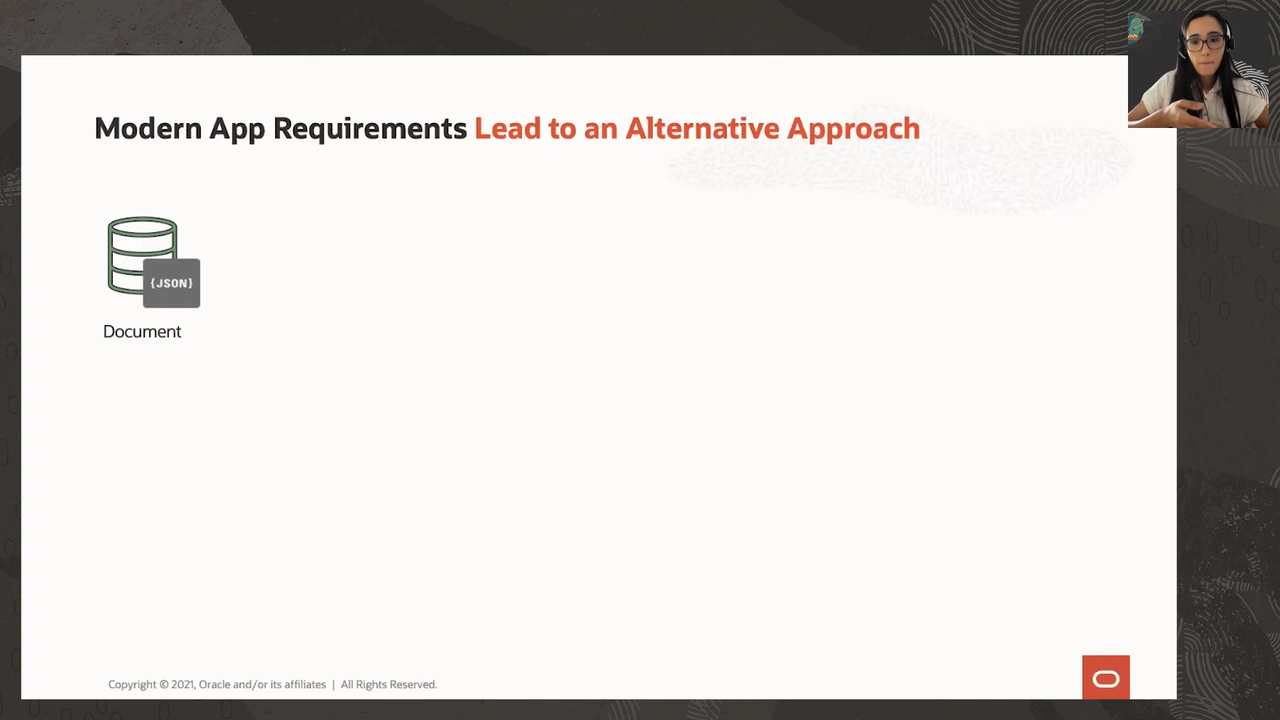 Modern App Requirements Lead to an Alternative Approach
{JSON}
Document
Copyright © 2021, Oracle and/or its affiliates | All Rights Reserved.